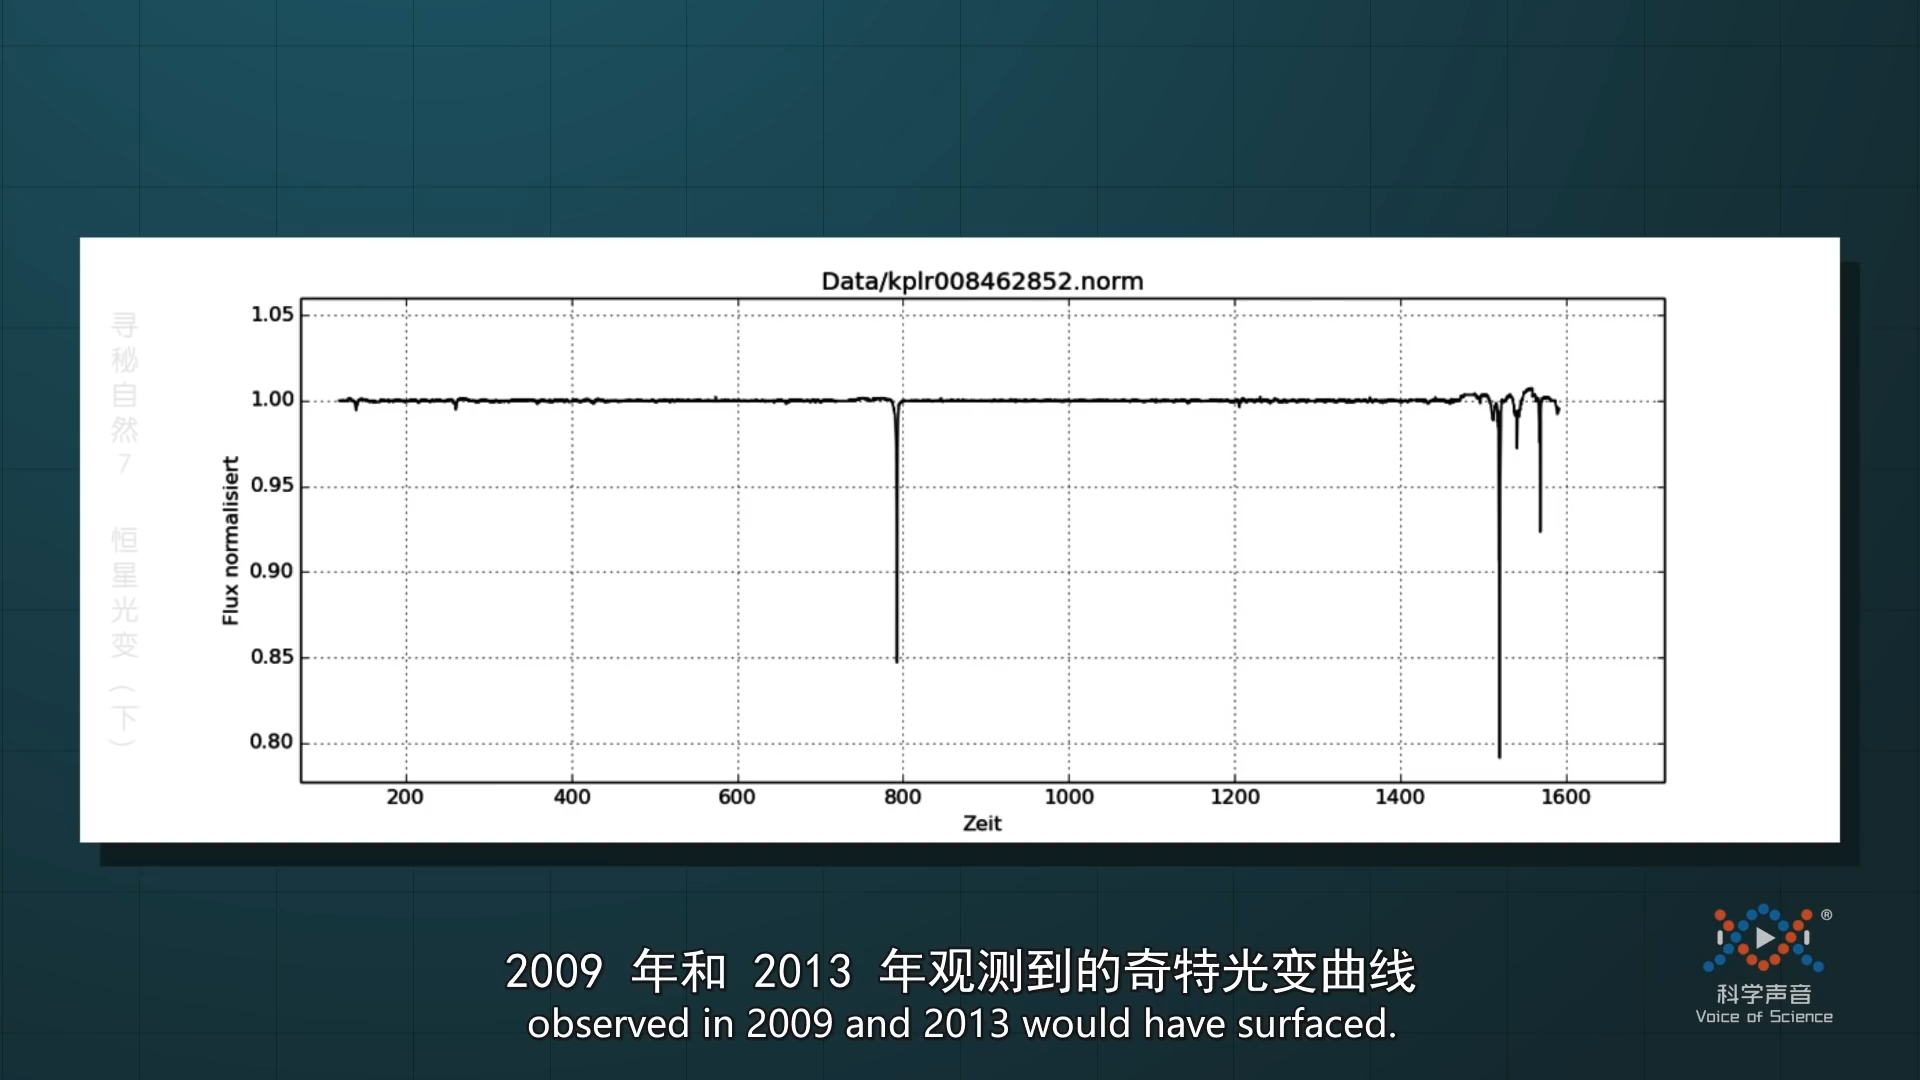 Data/kplr008462852.norm
1.05
1.00
0.95
0.90
0.85
0.80
Flux normalisiert
200 400 600 800 1000 1200 1400 1600
Zeit
寻秘自然7 恒星光变（下）
®
科学声音
Voice of Science
2009 年和 2013 年观测到的奇特光变曲线
observed in 2009 and 2013 would have surfaced.